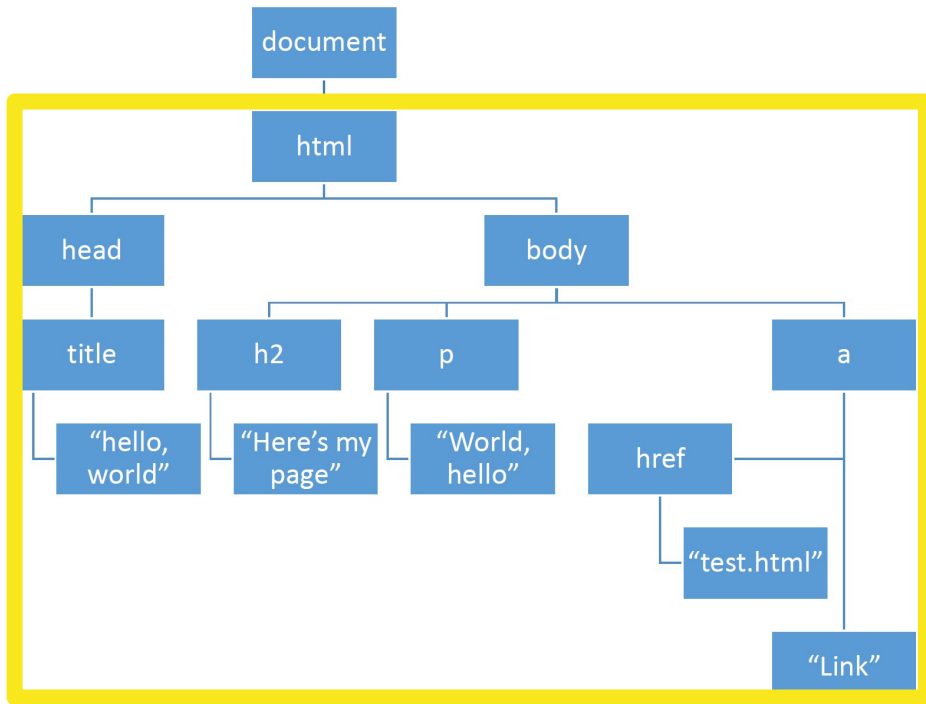 document
html
head
body
title
h2
p
a
“hello,
world”
“Here’s my
page”
“World,
hello”
href
“test.html”
“Link”